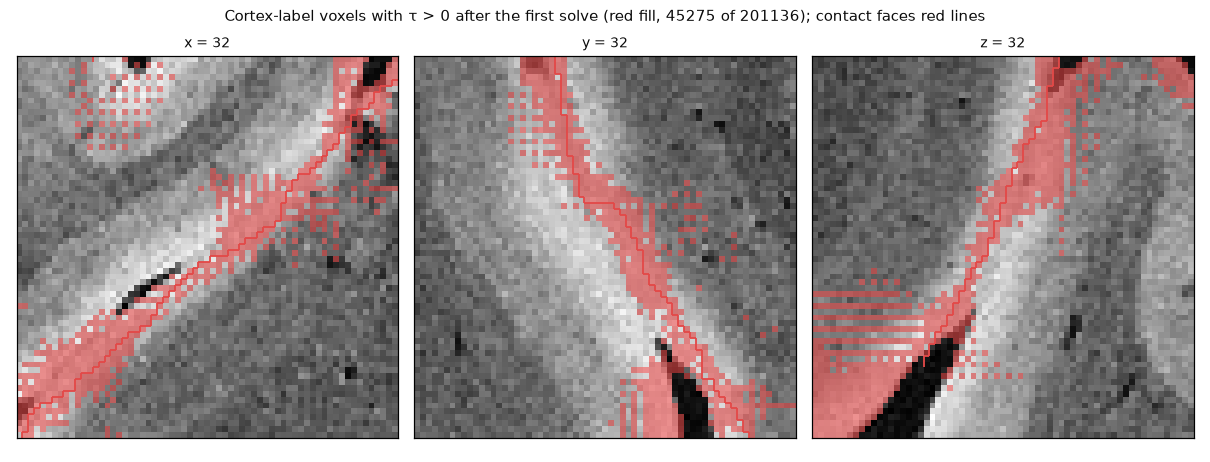 Cortex-label voxels with τ > 0 after the first solve (red fill, 45275 of 201136); contact faces red lines
x = 32
y = 32
z = 32